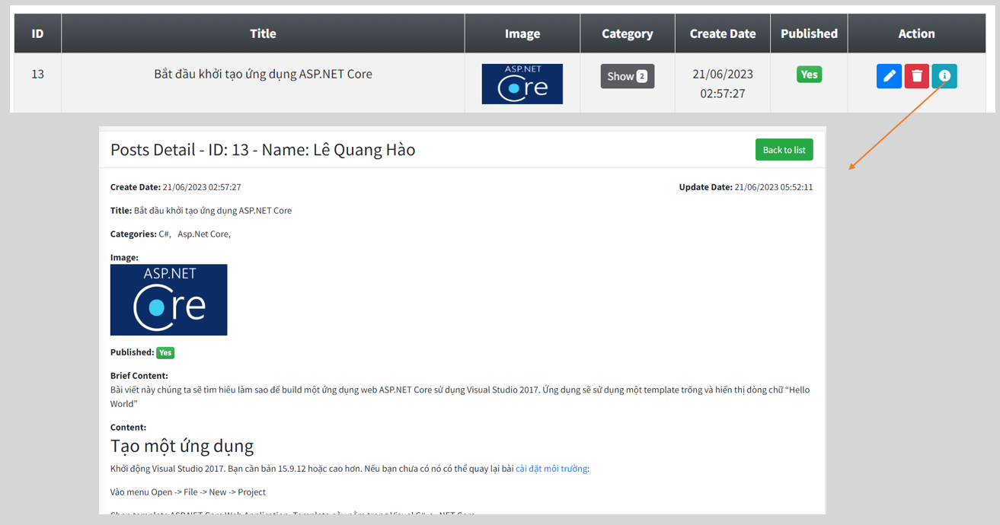 ID Title Image Category Create Date Published Action
13 Bắt đầu khởi tạo ứng dụng ASP.NET Core ASP.NET Core Show 2 21/06/2023 Yes
02:57:27
Posts Detail - ID: 13 - Name: Lê Quang Hào Back to list
Create Date: 21/06/2023 02:57:27 Update Date: 21/06/2023 05:52:11
Title: Bắt đầu khởi tạo ứng dụng ASP.NET Core
Categories: C#, Asp.Net Core,
Image:
ASP.NET
Core
Published: Yes
Brief Content:
Bài viết này chúng ta sẽ tìm hiêu làm sao để build một ứng dụng web ASP.NET Core sử dụng Visual Studio 2017. Ứng dụng sẽ sử dụng một template trống và hiển thị dòng chữ “Hello
World”
Content:
Tạo một ứng dụng
Khởi động Visual Studio 2017. Bạn cần bản 15.9.12 hoặc cao hơn. Nếu bạn chưa có nó có thể quay lại bài cài đặt môi trường:
Vào menu Open -> File -> New -> Project